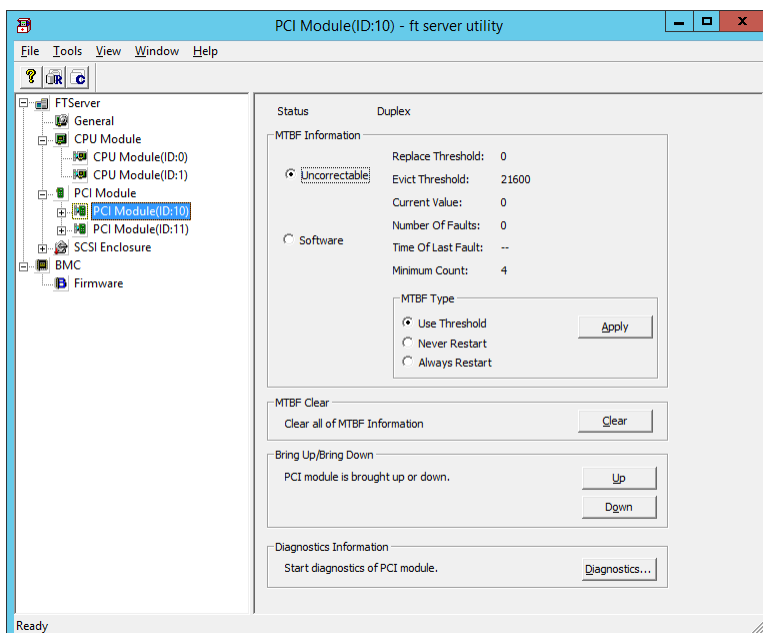 PCI Module(ID:10) - ft server utility
File Tools View Window Help
? R C
FTServer
General
CPU Module
CPU Module(ID:0)
CPU Module(ID:1)
PCI Module
PCI Module(ID:10)
PCI Module(ID:11)
SCSI Enclosure
BMC
B Firmware
Status Duplex
MTBF Information
Uncorrectable
Software
Replace Threshold: 0
Evict Threshold: 21600
Current Value: 0
Number Of Faults: 0
Time Of Last Fault: --
Minimum Count: 4
MTBF Type
Use Threshold
Never Restart
Always Restart
Apply
MTBF Clear
Clear all of MTBF Information Clear
Bring Up/Bring Down
PCI module is brought up or down. Up
Down
Diagnostics Information
Start diagnostics of PCI module. Diagnostics...
Ready